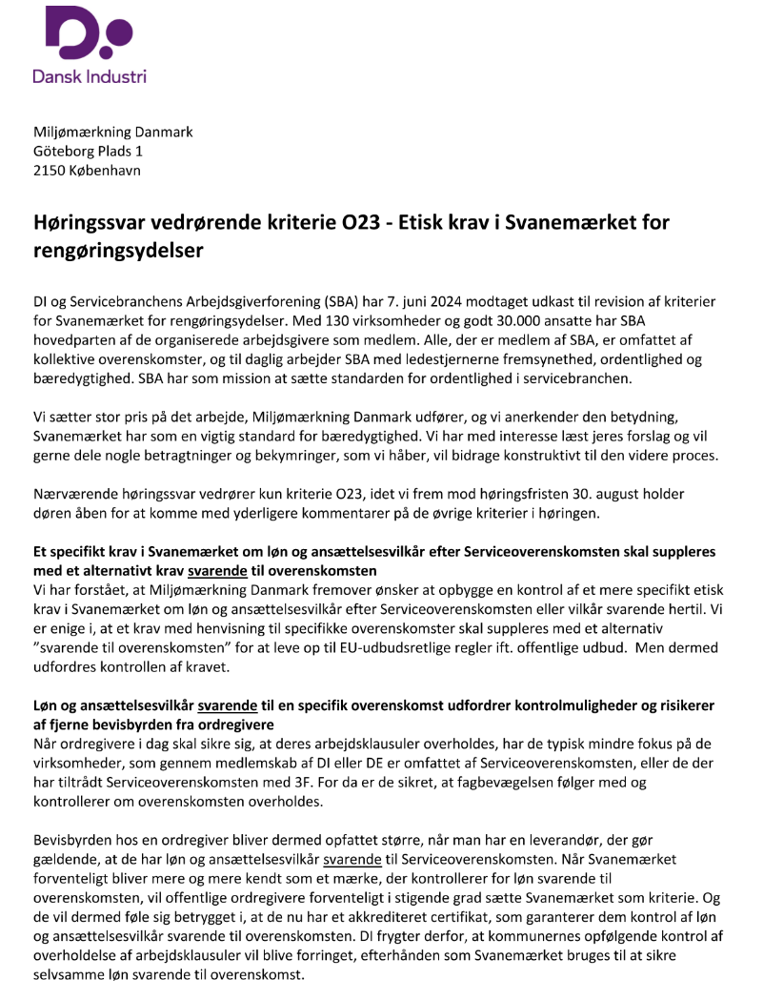 Dansk Industri
Miljømærkning Danmark
Göteborg Plads 1
2150 København
Høringssvar vedrørende kriterie O23 - Etisk krav i Svanemærket for
rengøringsydelser
DI og Servicebranchens Arbejdsgiverforening (SBA) har 7. juni 2024 modtaget udkast til revision af kriterier
for Svanemærket for rengøringsydelser. Med 130 virksomheder og godt 30.000 ansatte har SBA
hovedparten af de organiserede arbejdsgivere som medlem. Alle, der er medlem af SBA, er omfattet af
kollektive overenskomster, og til daglig arbejder SBA med ledestjernerne fremsynethed, ordentlighed og
bæredygtighed. SBA har som mission at sætte standarden for ordentlighed i servicebranchen.
Vi sætter stor pris på det arbejde, Miljømærkning Danmark udfører, og vi anerkender den betydning,
Svanemærket har som en vigtig standard for bæredygtighed. Vi har med interesse læst jeres forslag og vil
gerne dele nogle betragtninger og bekymringer, som vi håber, vil bidrage konstruktivt til den videre proces.
Nærværende høringssvar vedrører kun kriterie O23, idet vi frem mod høringsfristen 30. august holder
døren åben for at komme med yderligere kommentarer på de øvrige kriterier i høringen.
Et specifikt krav i Svanemærket om løn og ansættelsesvilkår efter Serviceoverenskomsten skal suppleres
med et alternativt krav svarende til overenskomsten
Vi har forstået, at Miljømærkning Danmark fremover ønsker at opbygge en kontrol af et mere specifikt etisk
krav i Svanemærket om løn og ansættelsesvilkår efter Serviceoverenskomsten eller vilkår svarende hertil. Vi
er enige i, at et krav med henvisning til specifikke overenskomster skal suppleres med et alternativ
”svarende til overenskomsten” for at leve op til EU-udbudsretlige regler ift. offentlige udbud.  Men dermed
udfordres kontrollen af kravet.
Løn og ansættelsesvilkår svarende til en specifik overenskomst udfordrer kontrolmuligheder og risikerer
af fjerne bevisbyrden fra ordregivere
Når ordregivere i dag skal sikre sig, at deres arbejdsklausuler overholdes, har de typisk mindre fokus på de
virksomheder, som gennem medlemskab af DI eller DE er omfattet af Serviceoverenskomsten, eller de der
har tiltrådt Serviceoverenskomsten med 3F. For da er de sikret, at fagbevægelsen følger med og
kontrollerer om overenskomsten overholdes.
Bevisbyrden hos en ordregiver bliver dermed opfattet større, når man har en leverandør, der gør
gældende, at de har løn og ansættelsesvilkår svarende til Serviceoverenskomsten. Når Svanemærket
forventeligt bliver mere og mere kendt som et mærke, der kontrollerer for løn svarende til
overenskomsten, vil offentlige ordregivere forventeligt i stigende grad sætte Svanemærket som kriterie. Og
de vil dermed føle sig betrygget i, at de nu har et akkrediteret certifikat, som garanterer dem kontrol af løn
og ansættelsesvilkår svarende til overenskomsten. DI frygter derfor, at kommunernes opfølgende kontrol af
overholdelse af arbejdsklausuler vil blive forringet, efterhånden som Svanemærket bruges til at sikre
selvsamme løn svarende til overenskomst.